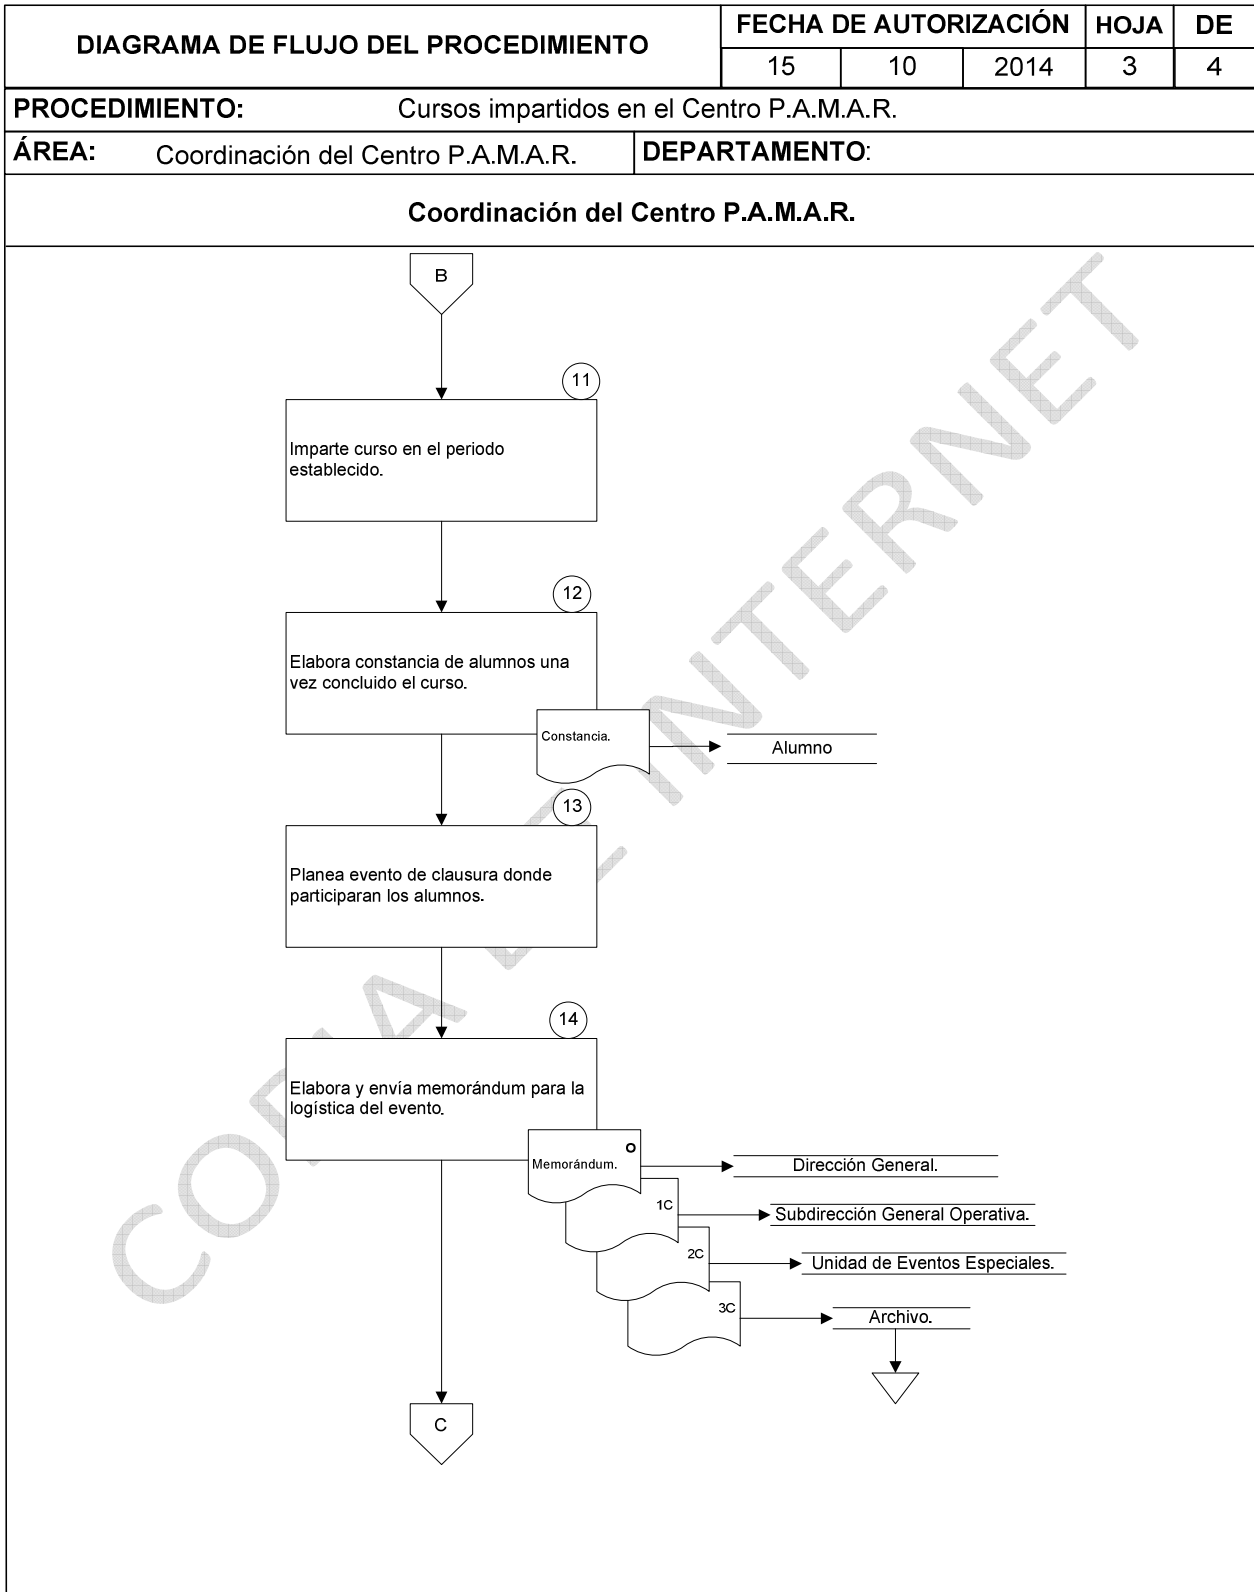 DIAGRAMA DE FLUJO DEL PROCEDIMIENTO
FECHA DE AUTORIZACIÓN
HOJA
DE
15
10
2014
3
4
PROCEDIMIENTO:
Cursos impartidos en el Centro P.A.M.A.R.
ÁREA:
Coordinación del Centro P.A.M.A.R.
DEPARTAMENTO:
Coordinación del Centro P.A.M.A.R.
B
11
Imparte curso en el periodo
establecido.
12
Elabora constancia de alumnos una
vez concluido el curso.
Constancia.
Alumno
13
Planea evento de clausura donde
participaran los alumnos.
14
Elabora y envía memorándum para la
logística del evento.
O
Memorándum.
Dirección General.
1C
Subdirección General Operativa.
2C
Unidad de Eventos Especiales.
3C
Archivo.
C
COPIA DE INTERNET